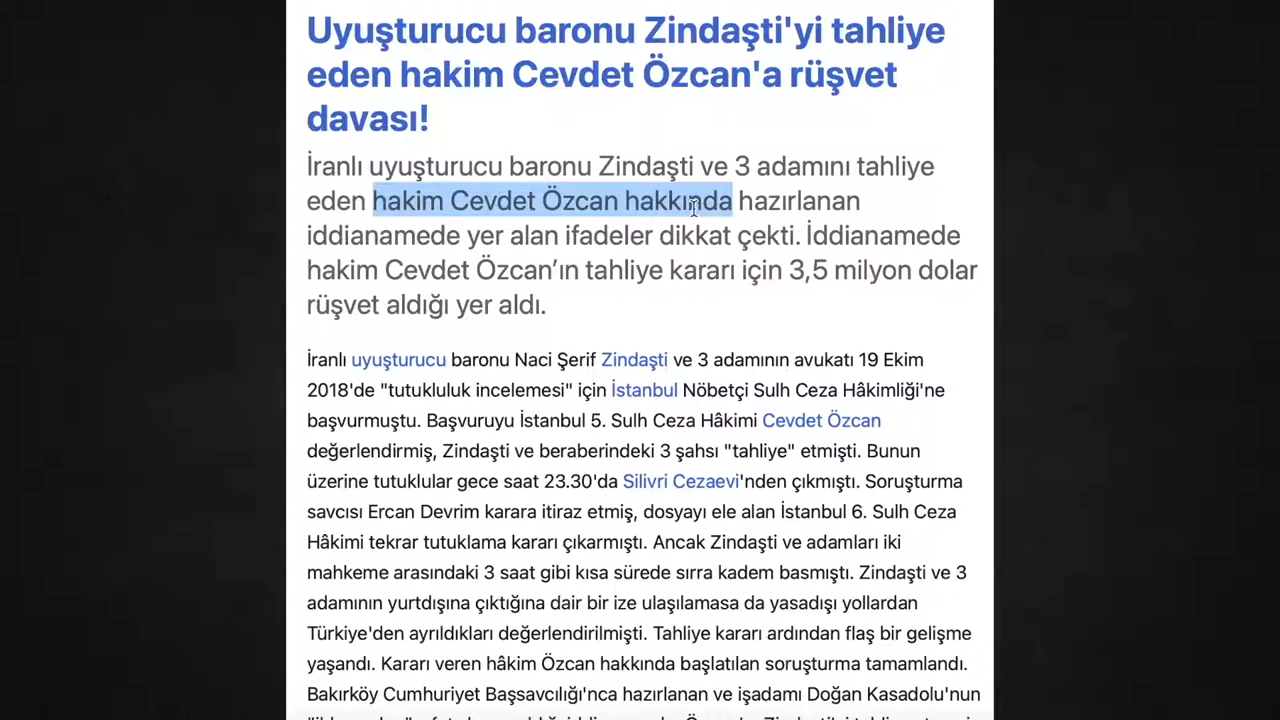 Uyuşturucu baronu Zindaşti'yi tahliye
eden hakim Cevdet Özcan'a rüşvet
davası!
İranlı uyuşturucu baronu Zindaşti ve 3 adamını tahliye
eden hakim Cevdet Özcan hakkında hazırlanan
iddianamede yer alan ifadeler dikkat çekti. İddianamede
hakim Cevdet Özcan’ın tahliye kararı için 3,5 milyon dolar
rüşvet aldığı yer aldı.
İranlı uyuşturucu baronu Naci Şerif Zindaşti ve 3 adamının avukatı 19 Ekim
2018'de "tutukluluk incelemesi" için İstanbul Nöbetçi Sulh Ceza Hâkimliği'ne
başvurmuştu. Başvuruyu İstanbul 5. Sulh Ceza Hâkimi Cevdet Özcan
değerlendirmiş, Zindaşti ve beraberindeki 3 şahsı "tahliye" etmişti. Bunun
üzerine tutuklular gece saat 23.30'da Silivri Cezaevi'nden çıkmıştı. Soruşturma
savcısı Ercan Devrim karara itiraz etmiş, dosyayı ele alan İstanbul 6. Sulh Ceza
Hâkimi tekrar tutuklama kararı çıkarmıştı. Ancak Zindaşti ve adamları iki
mahkeme arasındaki 3 saat gibi kısa sürede sırra kadem basmıştı. Zindaşti ve 3
adamının yurtdışına çıktığına dair bir ize ulaşılamasa da yasadışı yollardan
Türkiye'den ayrıldıkları değerlendirilmişti. Tahliye kararı ardından flaş bir gelişme
yaşandı. Kararı veren hâkim Özcan hakkında başlatılan soruşturma tamamlandı.
Bakırköy Cumhuriyet Başsavcılığı'nca hazırlanan ve işadamı Doğan Kasadolu'nun